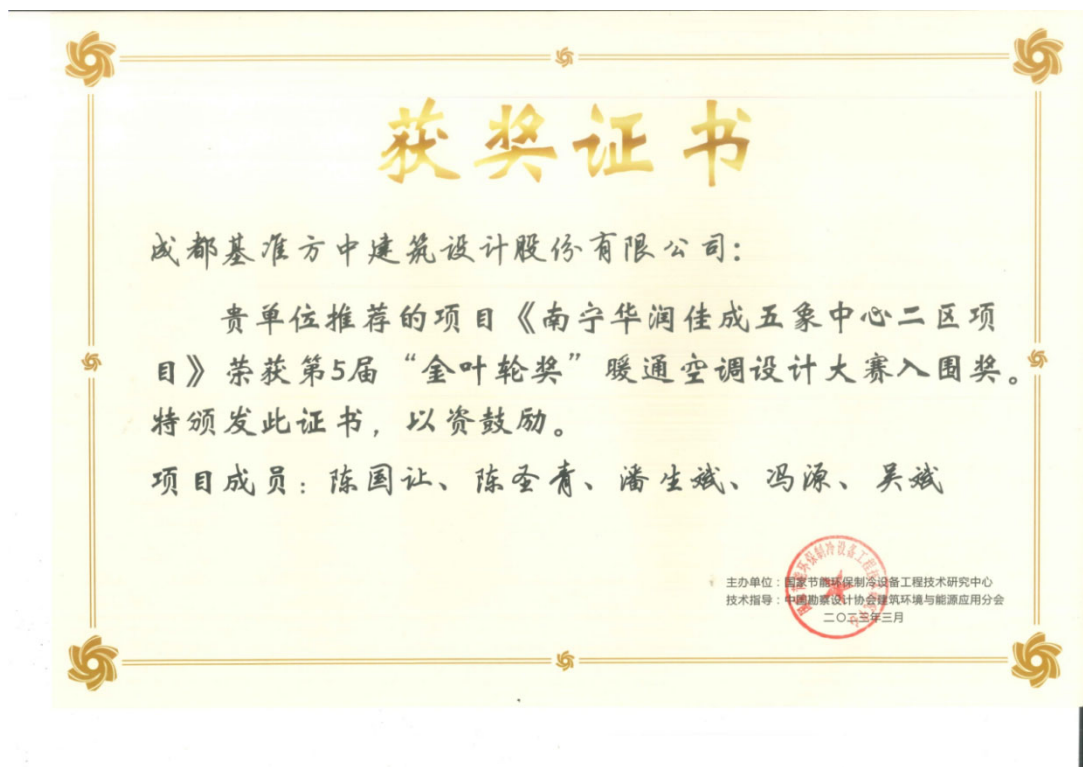 获奖证书
成都基准方中建筑设计股份有限公司:
贵单位推荐的项目《南宁华润佳成五象中心二区项
目》荣获第5届“金叶轮奖”暖通空调设计大赛入围奖。
特颁发此证书,以资鼓励。
项目成员:陈国让、陈圣青、潘生斌、冯源、吴斌
主办单位:国家节能环保制冷设备工程技术研究中心
技术指导:中国勘察设计协会建筑环境与能源应用分会
二〇二三年三月